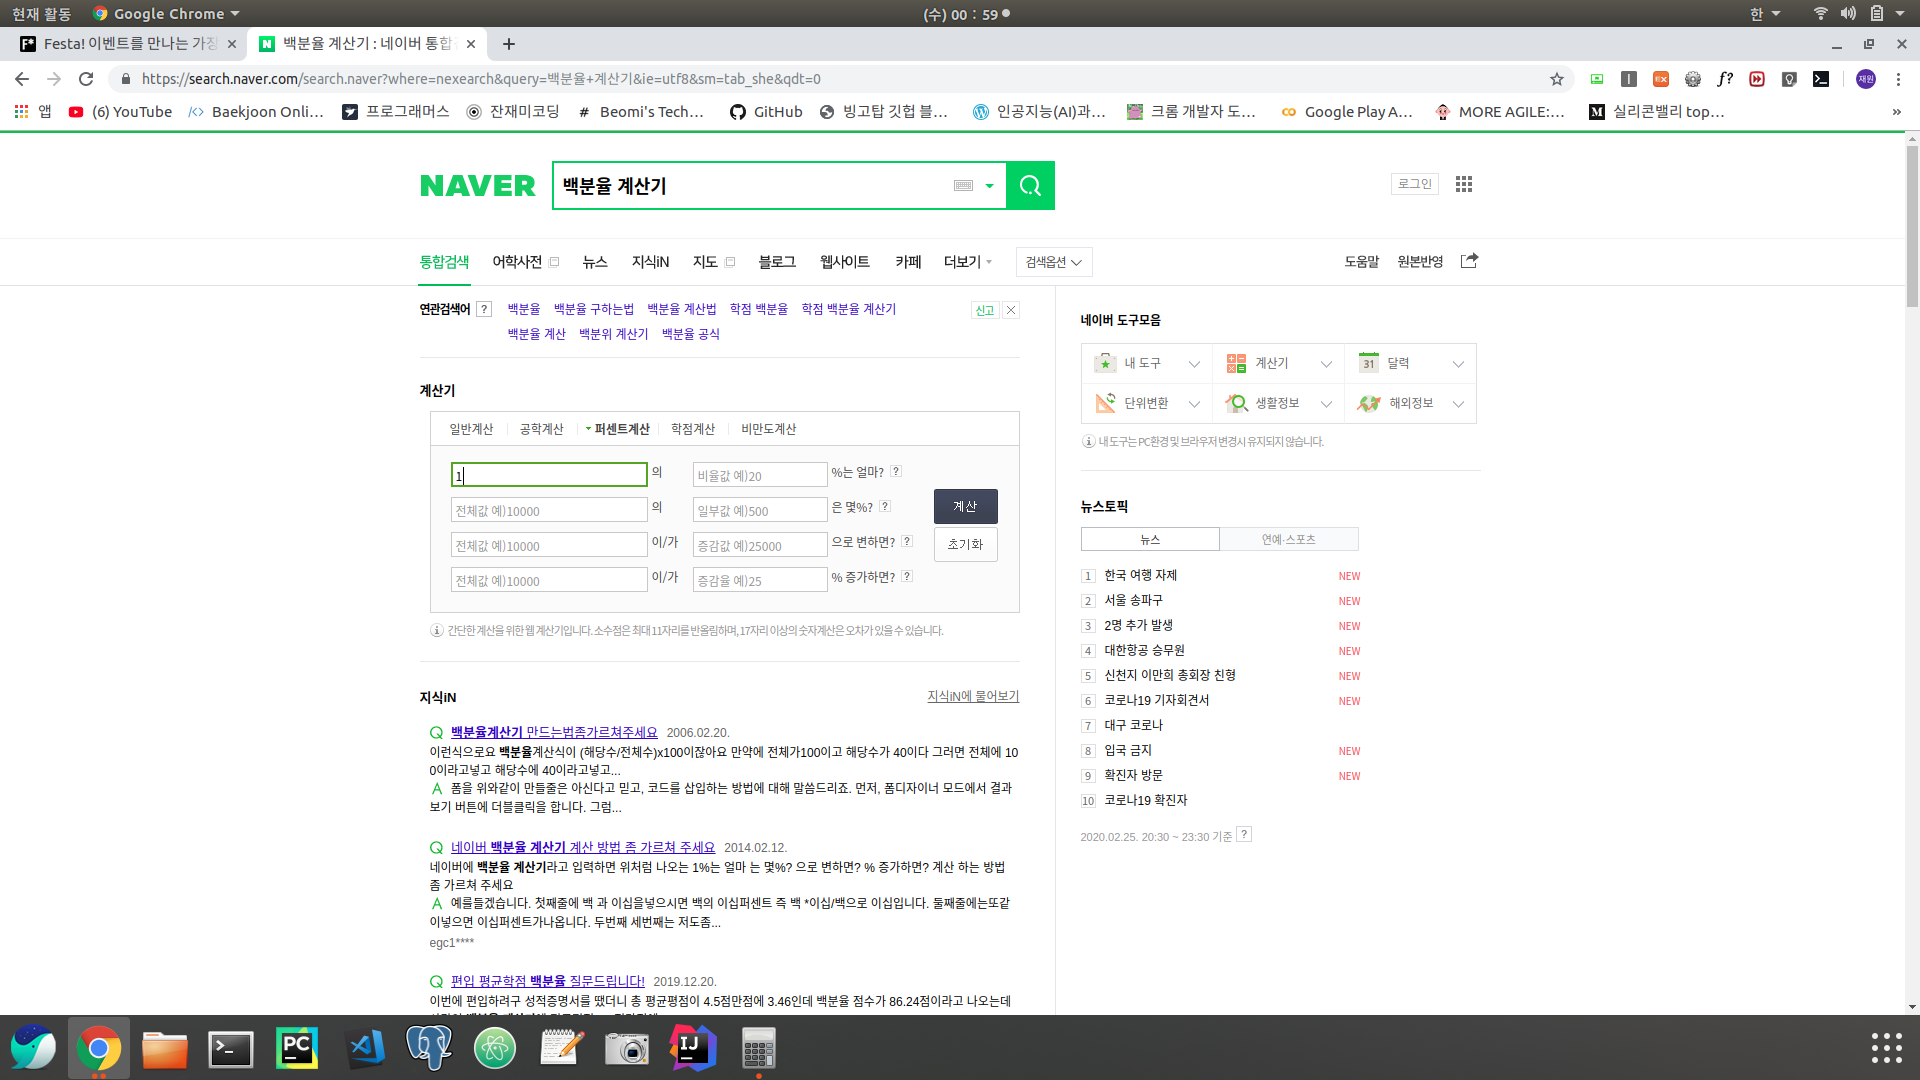 현재 활동 Google Chrome (수) 00 : 59 한
Festa! 이벤트를 만나는 가장 백분율 계산기 : 네이버 통합
https://search.naver.com/search.naver?where=nexearch&query=백분율+계산기&ie=utf8&sm=tab_she&qdt=0 재원
앱 (6) YouTube Baekjoon Onli... 프로그래머스 잔재미코딩 # Beomi's Tech... GitHub 빙고탑 깃헙 블... 인공지능(AI)과... 크롬 개발자 도... Google Play A... MORE AGILE:... 실리콘밸리 top... »
NAVER 백분율 계산기 로그인
통합검색 어학사전 뉴스 지식iN 지도 블로그 웹사이트 카페 더보기 검색옵션 도움말 원본반영
연관검색어 ? 백분율 백분율 구하는법 백분율 계산법 학점 백분율 학점 백분율 계산기 신고
백분율 계산 백분위 계산기 백분율 공식
계산기
일반계산 공학계산 퍼센트계산 학점계산 비만도계산
1 의 비율값 예)20 %는 얼마? ?
전체값 예)10000 의 일부값 예)500 은 몇%? ?
전체값 예)10000 이/가 증감값 예)25000 으로 변하면? ?
전체값 예)10000 이/가 증감율 예)25 % 증가하면? ?
계산
초기화
간단한 계산을 위한 웹 계산기입니다. 소수점은 최대 11자리를 반올림하며, 17자리 이상의 숫자계산은 오차가 있을 수 있습니다.
지식iN 지식iN에 물어보기
백분율계산기 만드는법좀가르쳐주세요 2006.02.20.
이런식으로요 백분율계산식이 (해당수/전체수)x100이잖아요 만약에 전체가100이고 해당수가 40이다 그러면 전체에 10
0이라고넣고 해당수에 40이라고넣고...
A 폼을 위와같이 만들줄은 아신다고 믿고, 코드를 삽입하는 방법에 대해 말씀드리죠. 먼저, 폼디자이너 모드에서 결과
보기 버튼에 더블클릭을 합니다. 그럼...
네이버 백분율 계산기 계산 방법 좀 가르쳐 주세요 2014.02.12.
네이버에 백분율 계산기라고 입력하면 위처럼 나오는 1%는 얼마 는 몇%? 으로 변하면? % 증가하면? 계산 하는 방법
좀 가르쳐 주세요
A 예를들겠습니다. 첫째줄에 백 과 이십을넣으시면 백의 이십퍼센트 즉 백 *이십/백으로 이십입니다. 둘째줄에는또같
이넣으면 이십퍼센트가나옵니다. 두번째 세번째는 저도좀...
egc1****
편입 평균학점 백분율 질문드립니다! 2019.12.20.
이번에 편입하려구 성적증명서를 뗐더니 총 평균평점이 4.5점만점에 3.46인데 백분율 점수가 86.24점이라고 나오는데
네이버 도구모음
내 도구 계산기 31 달력
단위변환 생활정보 해외정보
내 도구는 PC환경 및 브라우저 변경시 유지되지 않습니다.
뉴스토픽
뉴스 연예·스포츠
1 한국 여행 자제 NEW
2 서울 송파구 NEW
3 2명 추가 발생 NEW
4 대한항공 승무원 NEW
5 신천지 이만희 총회장 친형 NEW
6 코로나19 기자회견서 NEW
7 대구 코로나
8 입국 금지 NEW
9 확진자 방문 NEW
10 코로나19 확진자
2020.02.25. 20:30 ~ 23:30 기준 ?
PC
IJ